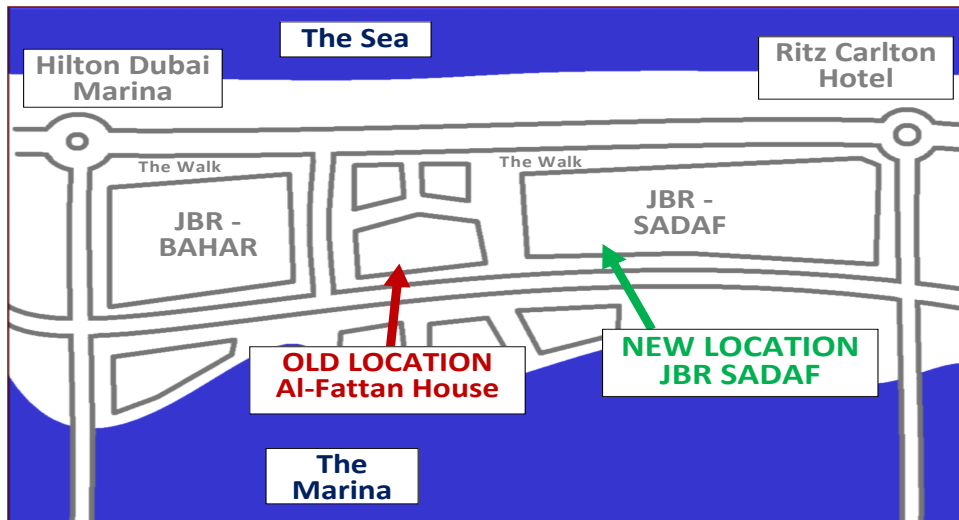 The Sea
Hilton Dubai
Marina
Ritz Carlton
Hotel
The Walk
The Walk
JBR -
BAHAR
JBR -
SADAF
OLD LOCATION
Al-Fattan House
NEW LOCATION
JBR SADAF
The
Marina